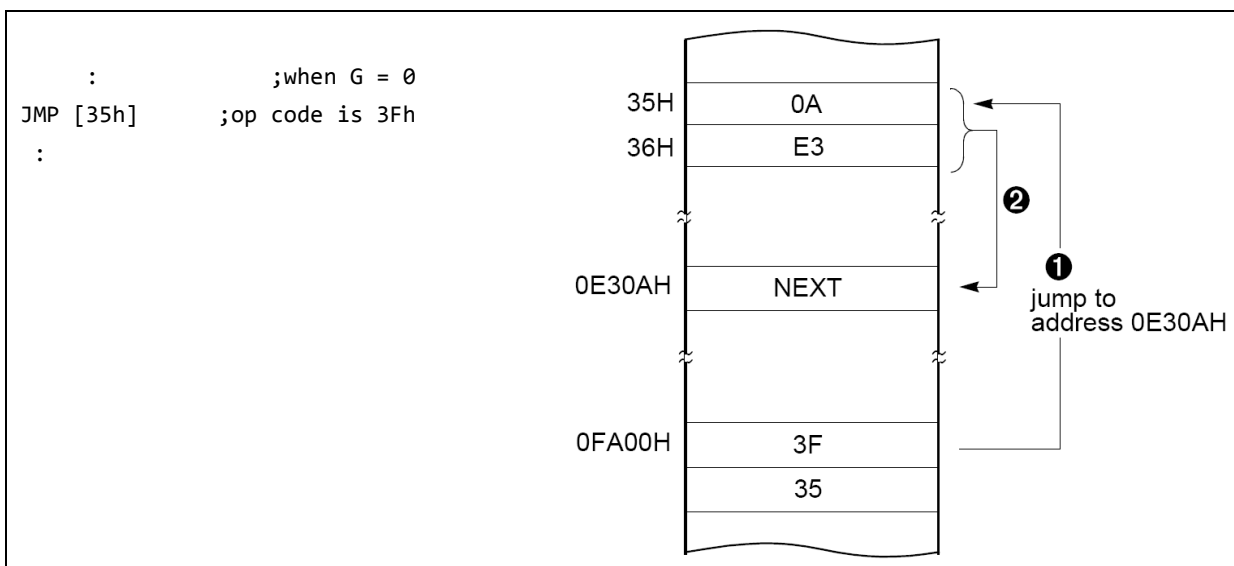 : ;when G = 0
JMP [35h] ;op code is 3Fh
:
35H 0A
36H E3
❷
0E30AH NEXT
❶
jump to
address 0E30AH
0FA00H 3F
35